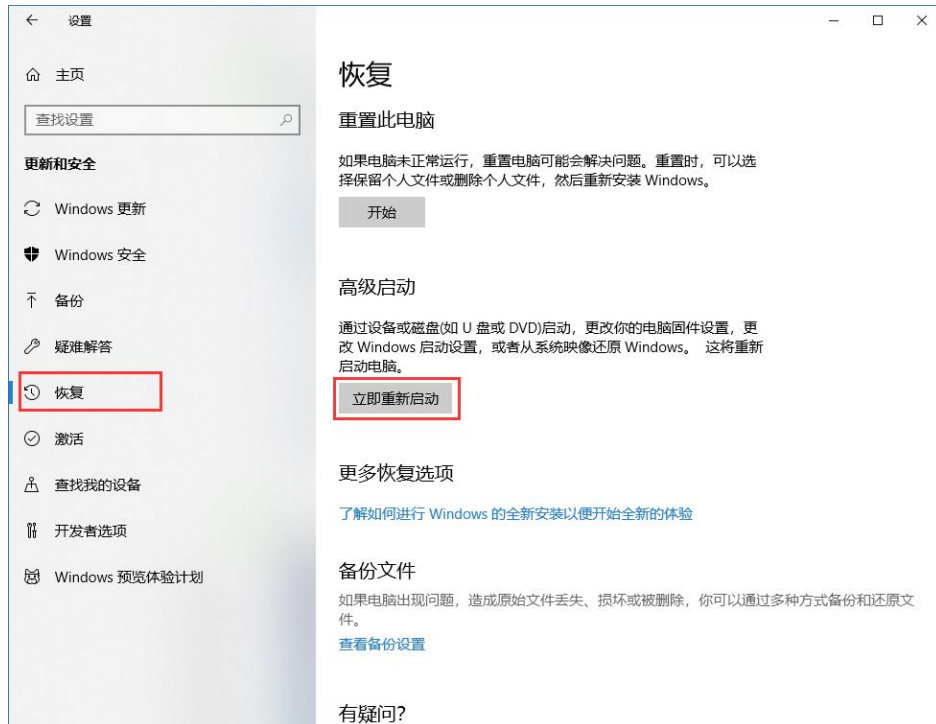 设置
主页
查找设置
更新和安全
Windows 更新
Windows 安全
备份
疑难解答
恢复
激活
查找我的设备
开发者选项
Windows 预览体验计划
恢复
重置此电脑
如果电脑未正常运行，重置电脑可能会解决问题。重置时，可以选
择保留个人文件或删除个人文件，然后重新安装 Windows。
开始
高级启动
通过设备或磁盘(如 U 盘或 DVD)启动，更改你的电脑固件设置，更
改 Windows 启动设置，或者从系统映像还原 Windows。 这将重新
启动电脑。
立即重新启动
更多恢复选项
了解如何进行 Windows 的全新安装以便开始全新的体验
备份文件
如果电脑出现问题，造成原始文件丢失、损坏或被删除，你可以通过多种方式备份和还原文
件。
查看备份设置
有疑问?